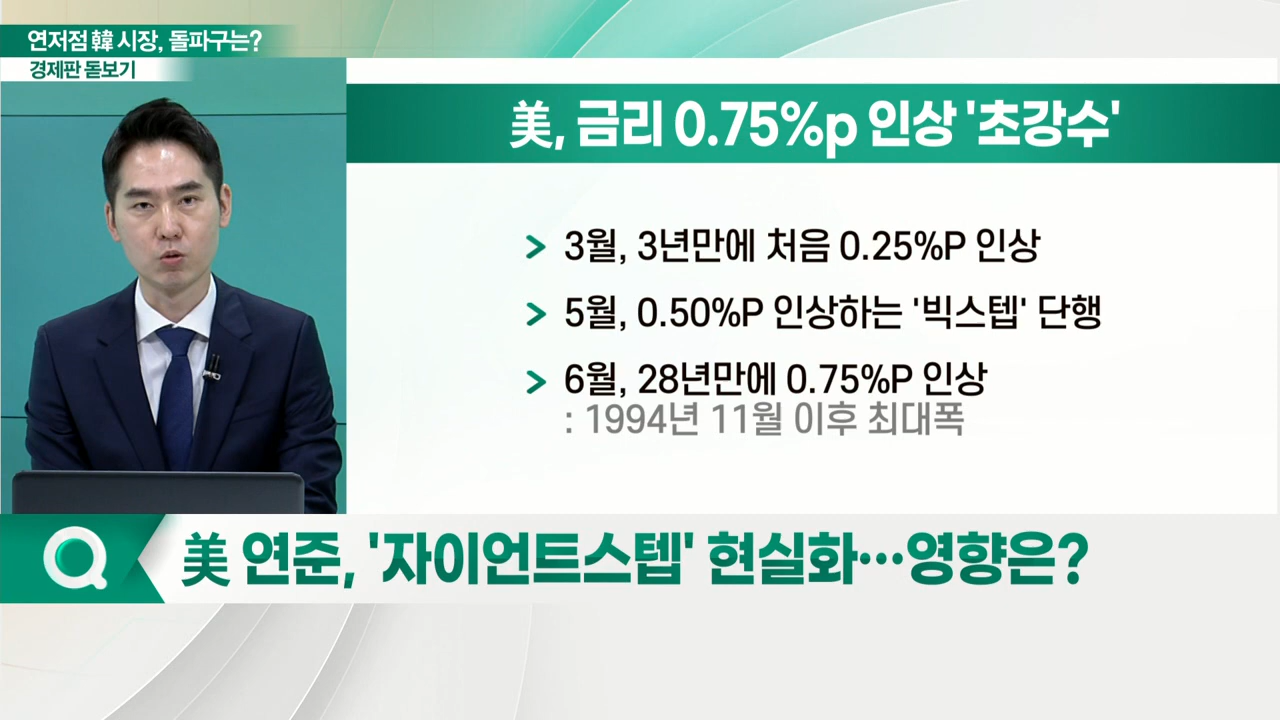 연저점 韓 시장, 돌파구는?
경제판 돋보기
美, 금리 0.75%p 인상 '초강수'
> 3월, 3년만에 처음 0.25%P 인상
> 5월, 0.50%P 인상하는 '빅스텝' 단행
> 6월, 28년만에 0.75%P 인상
: 1994년 11월 이후 최대폭
美 연준, '자이언트스텝' 현실화…영향은?